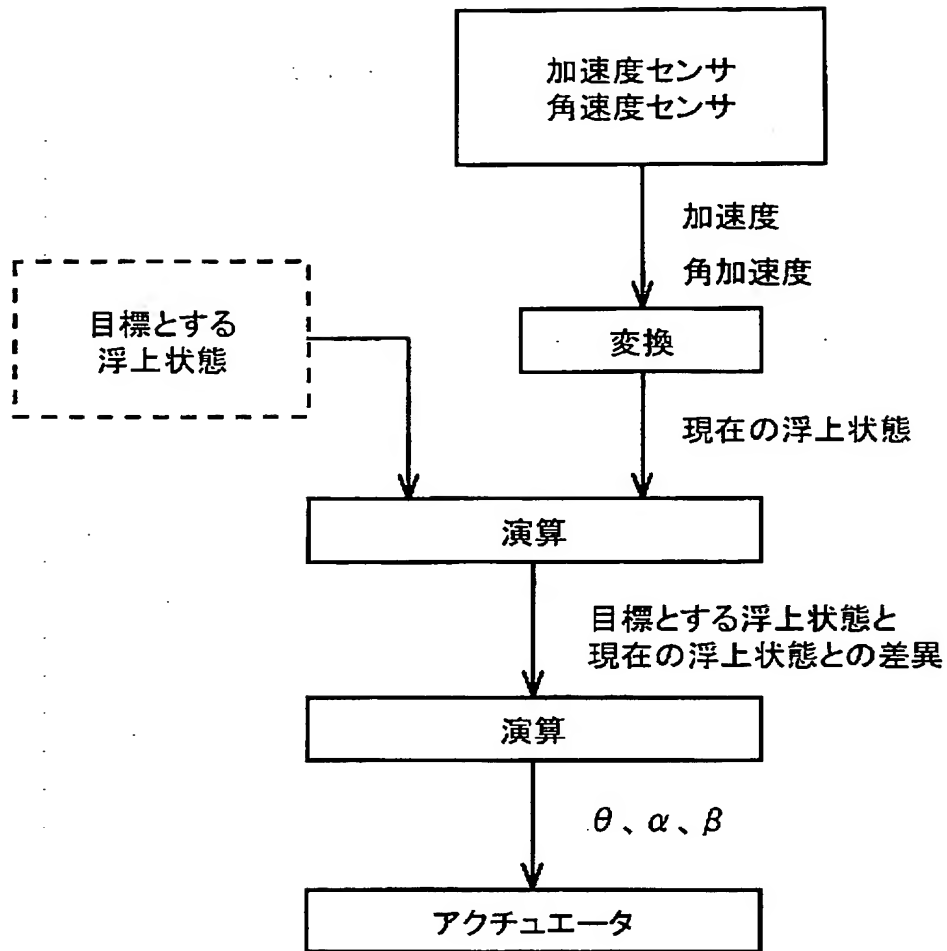 加速度センサ
角速度センサ
加速度
角加速度
目標とする
浮上状態
変換
現在の浮上状態
演算
目標とする浮上状態と
現在の浮上状態との差異
演算
θ、α、β
アクチュエータ